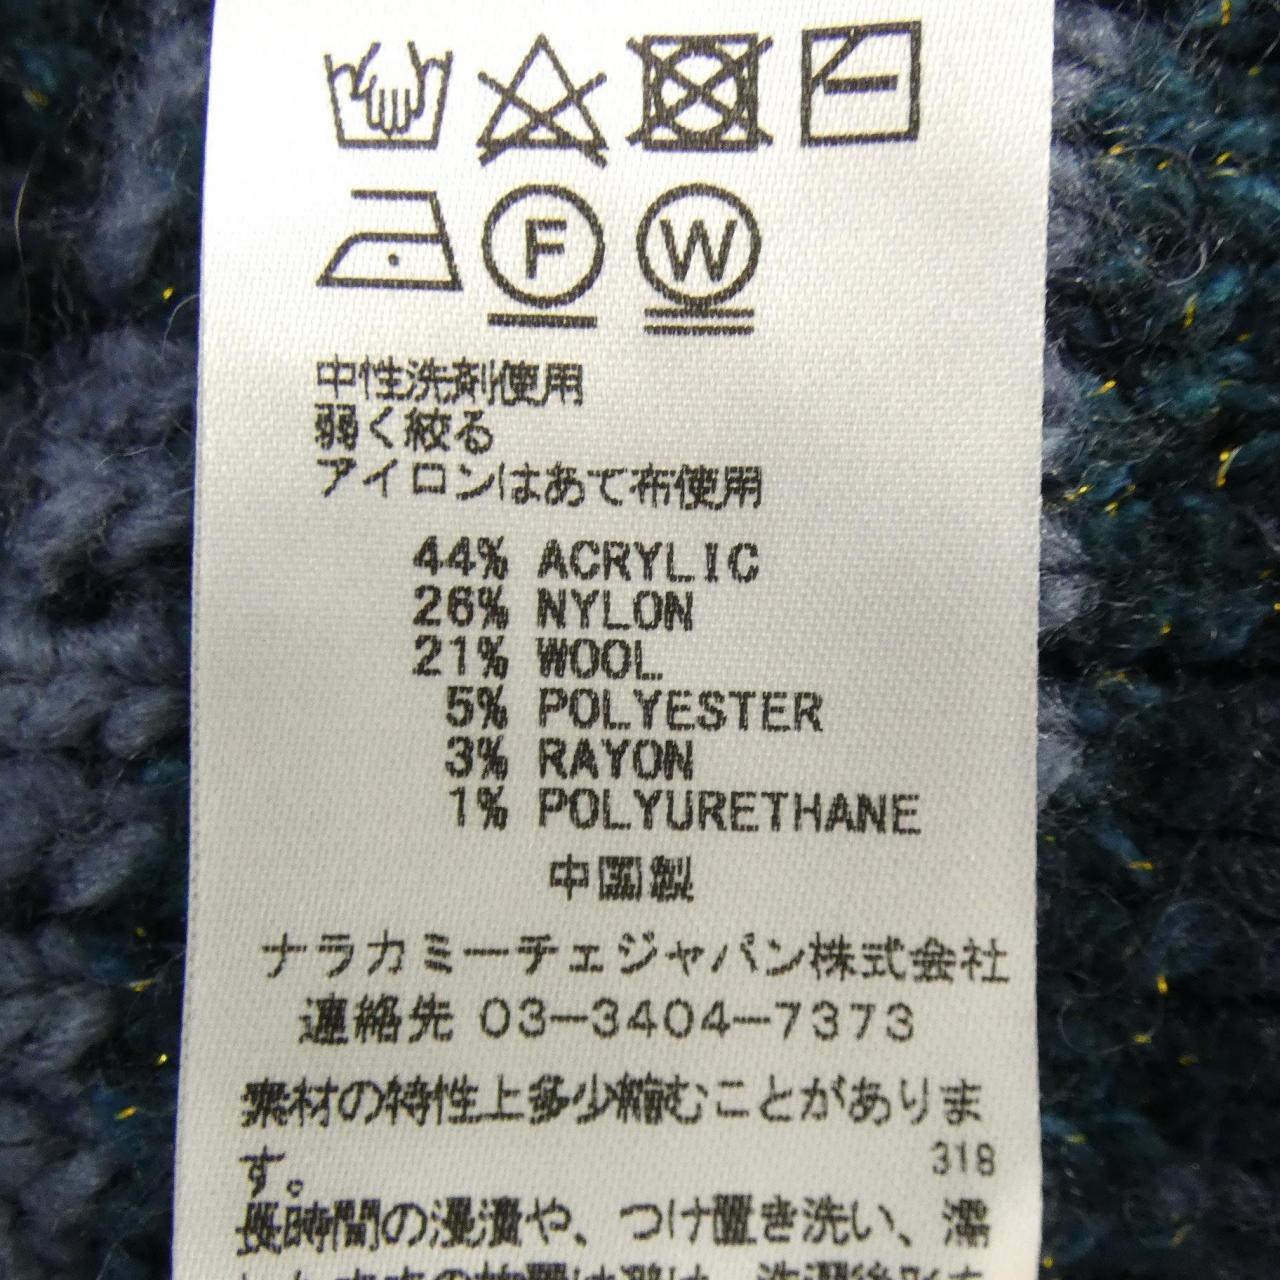 F W
中性洗剤使用
弱く絞る
アイロンはあて布使用
44% ACRYLIC
26% NYLON
21% WOOL
5% POLYESTER
3% RAYON
1% POLYURETHANE
中国製
ナラカミーチェジャパン株式会社
連絡先 03-3404-7373
素材の特性上多少縮むことがありま
す。
318
長時間の浸漬や、つけ置き洗い、濡